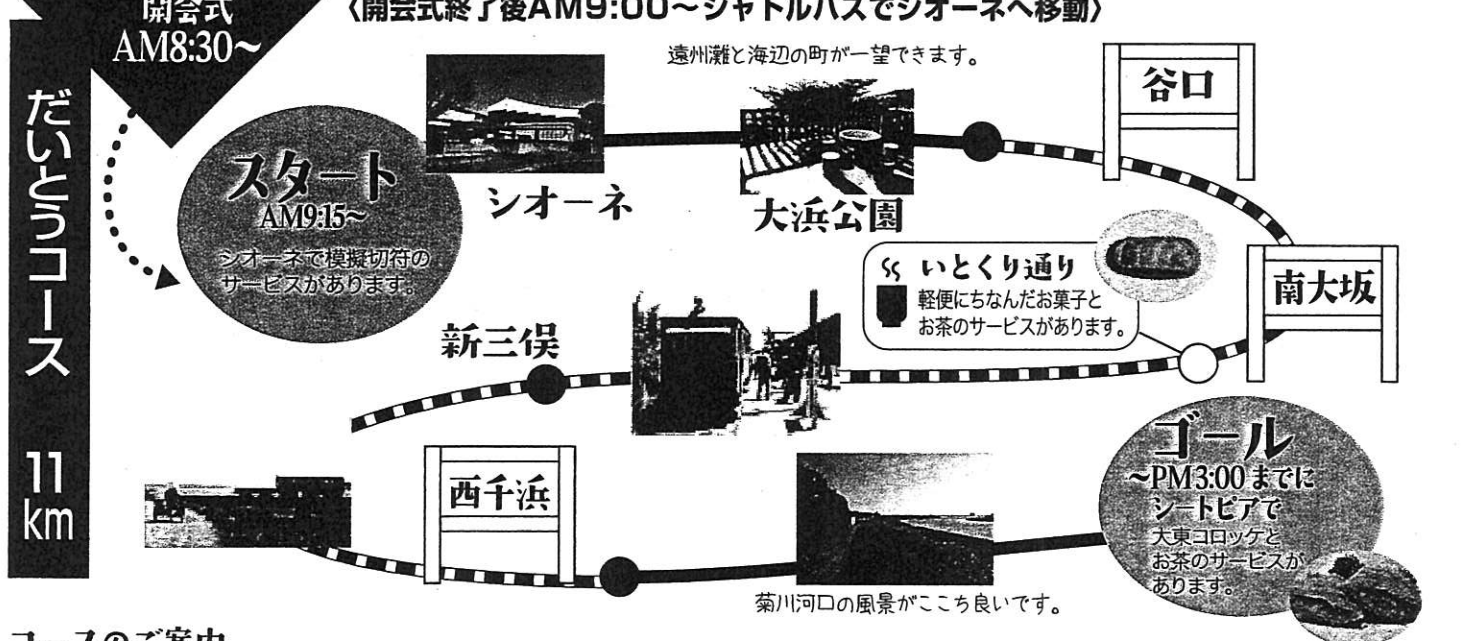 開会式
AM8:30～
〈開会式終了後AM9:00～シャトルバスでシオーネへ移動〉
だいとうコース 11km
スタート
AM9:15～
シオーネで模擬切符の
サービスがあります。
シオーネ
遠州灘と海辺の町が一望できます。
大浜公園
谷口
南大坂
いとくり通り
軽便にちなんだお菓子と
お茶のサービスがあります。
新三俣
西千浜
菊川河口の風景がここち良いです。
ゴール
～PM3:00までに
シートピアで
大東コロッケと
お茶のサービスが
あります。
コースのご案内